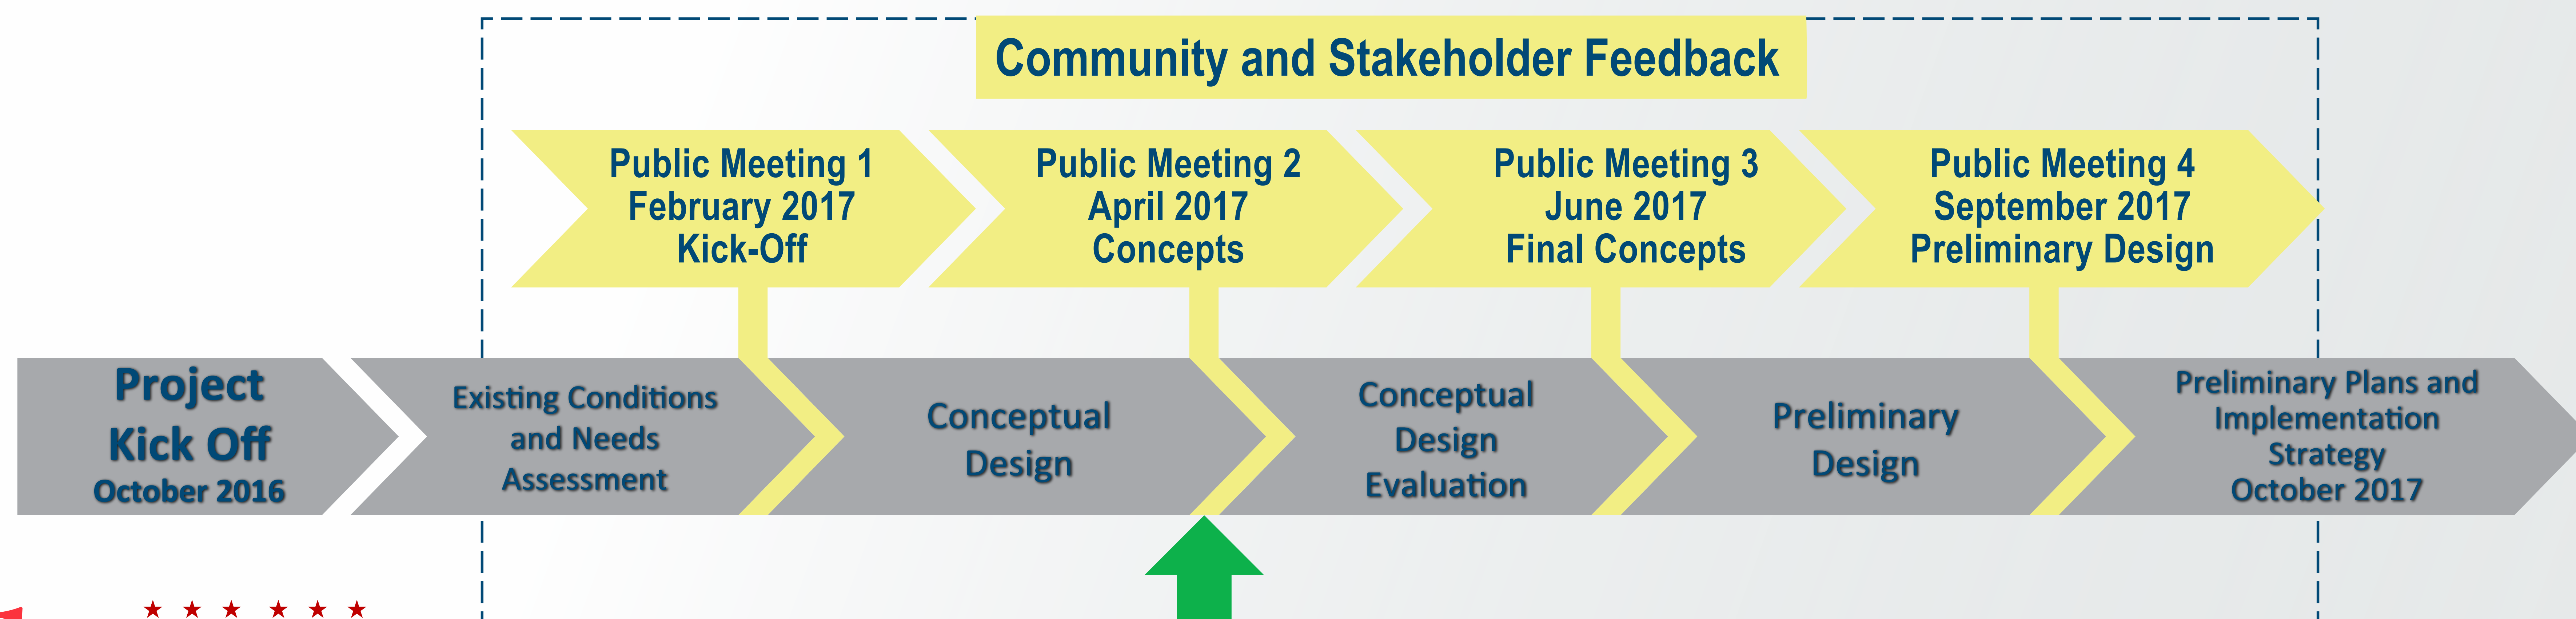 Community and Stakeholder Feedback
Public Meeting 1
February 2017
Kick-Off
Public Meeting 2
April 2017
Concepts
Public Meeting 3
June 2017
Final Concepts
Public Meeting 4
September 2017
Preliminary Design
Project
Kick Off
October 2016
Existing Conditions
and Needs
Assessment
Conceptual
Design
Conceptual
Design
Evaluation
Preliminary
Design
Preliminary Plans and
Implementation
Strategy
October 2017